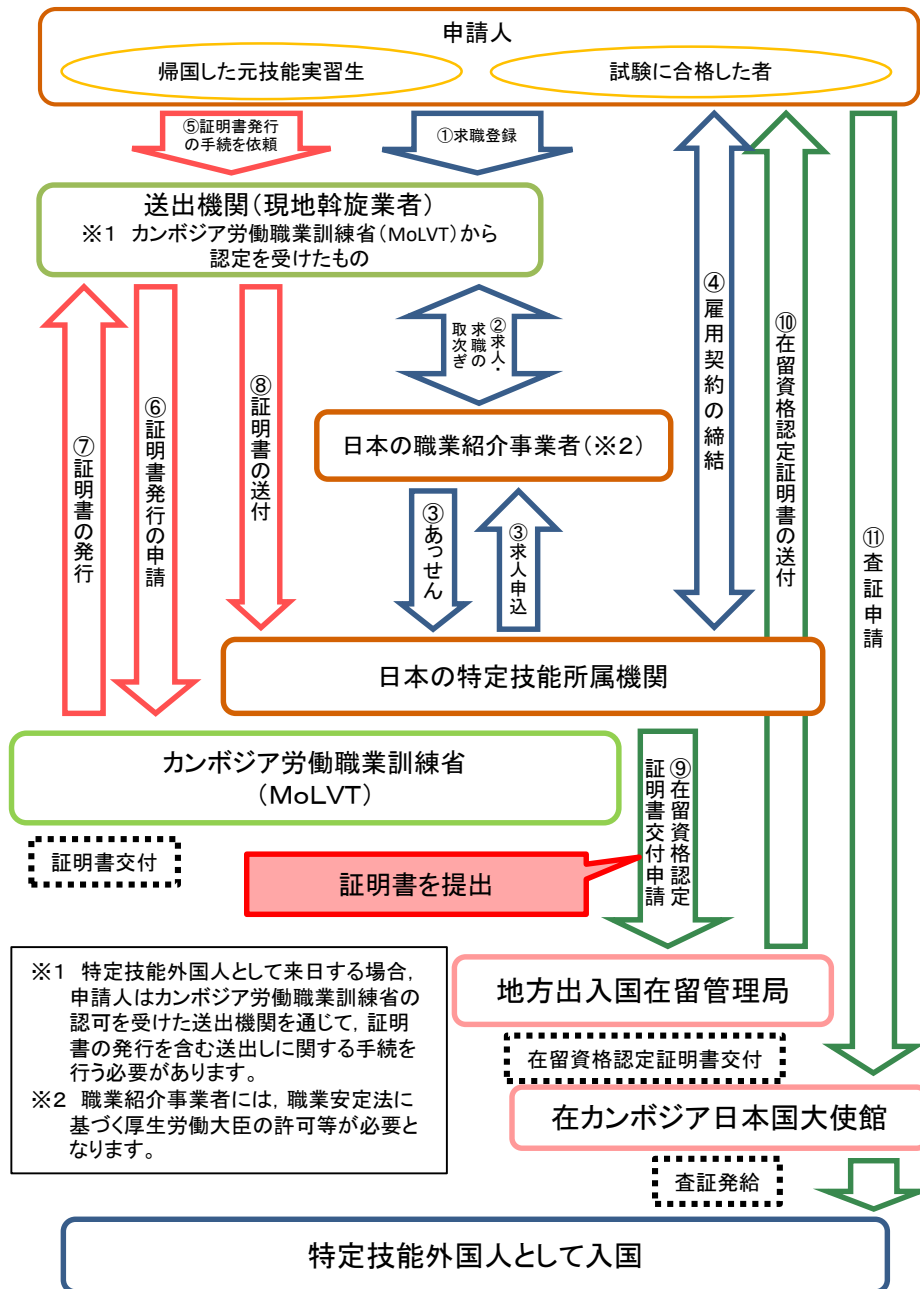 申請人
帰国した元技能実習生
試験に合格した者
⑤証明書発行
の手続を依頼
①求職登録
送出機関(現地斡旋業者)
※1　カンボジア労働職業訓練省(MoLVT)から
認定を受けたもの
②求人・
求職の
取次ぎ
④雇用契約の締結
⑩在留資格認定証明書の送付
⑪査証申請
⑦証明書の発行
⑥証明書発行の申請
⑧証明書の送付
日本の職業紹介事業者(※2)
③あっせん
③求人申込
日本の特定技能所属機関
カンボジア労働職業訓練省
(MoLVT)
⑨在留資格認定
証明書交付申請
証明書交付
証明書を提出
※1　特定技能外国人として来日する場合,
申請人はカンボジア労働職業訓練省の
認可を受けた送出機関を通じて, 証明
書の発行を含む送出しに関する手続を
行う必要があります。
※2　職業紹介事業者には, 職業安定法に
基づく厚生労働大臣の許可等が必要と
なります。
地方出入国在留管理局
在留資格認定証明書交付
在カンボジア日本国大使館
査証発給
特定技能外国人として入国